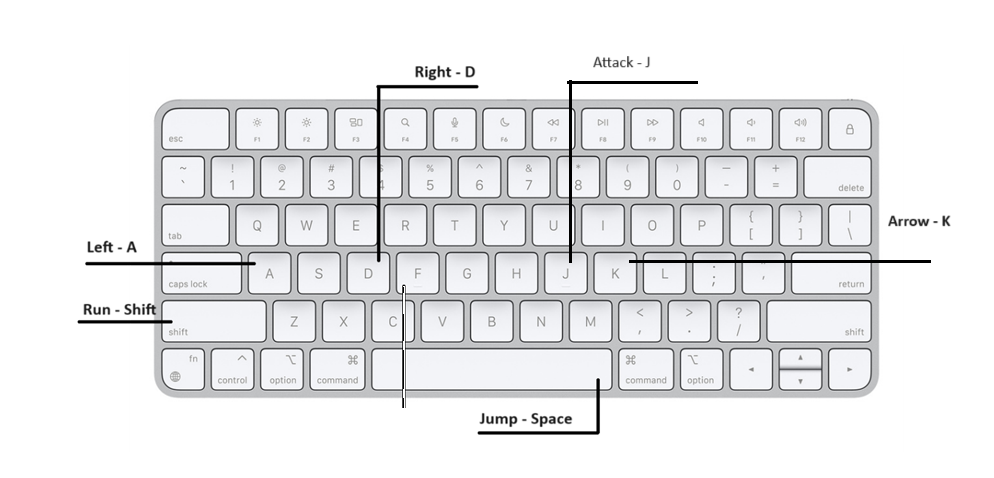 Right - D
Attack - J
esc F1 F2 F3 F4 F5 F6 F7 F8 F9 F10 F11 F12
~ ! @ # $ % ^ & * ( ) — +
` 1 2 3 4 5 6 7 8 9 0 - = delete
tab Q W E R T Y U I O P { [ } ] | \
Arrow - K
Left - A
caps lock A S D F G H J K L : ; " ' return
Run - Shift
shift Z X C V B N M < , > . ? / shift
fn control option command command option
Jump - Space